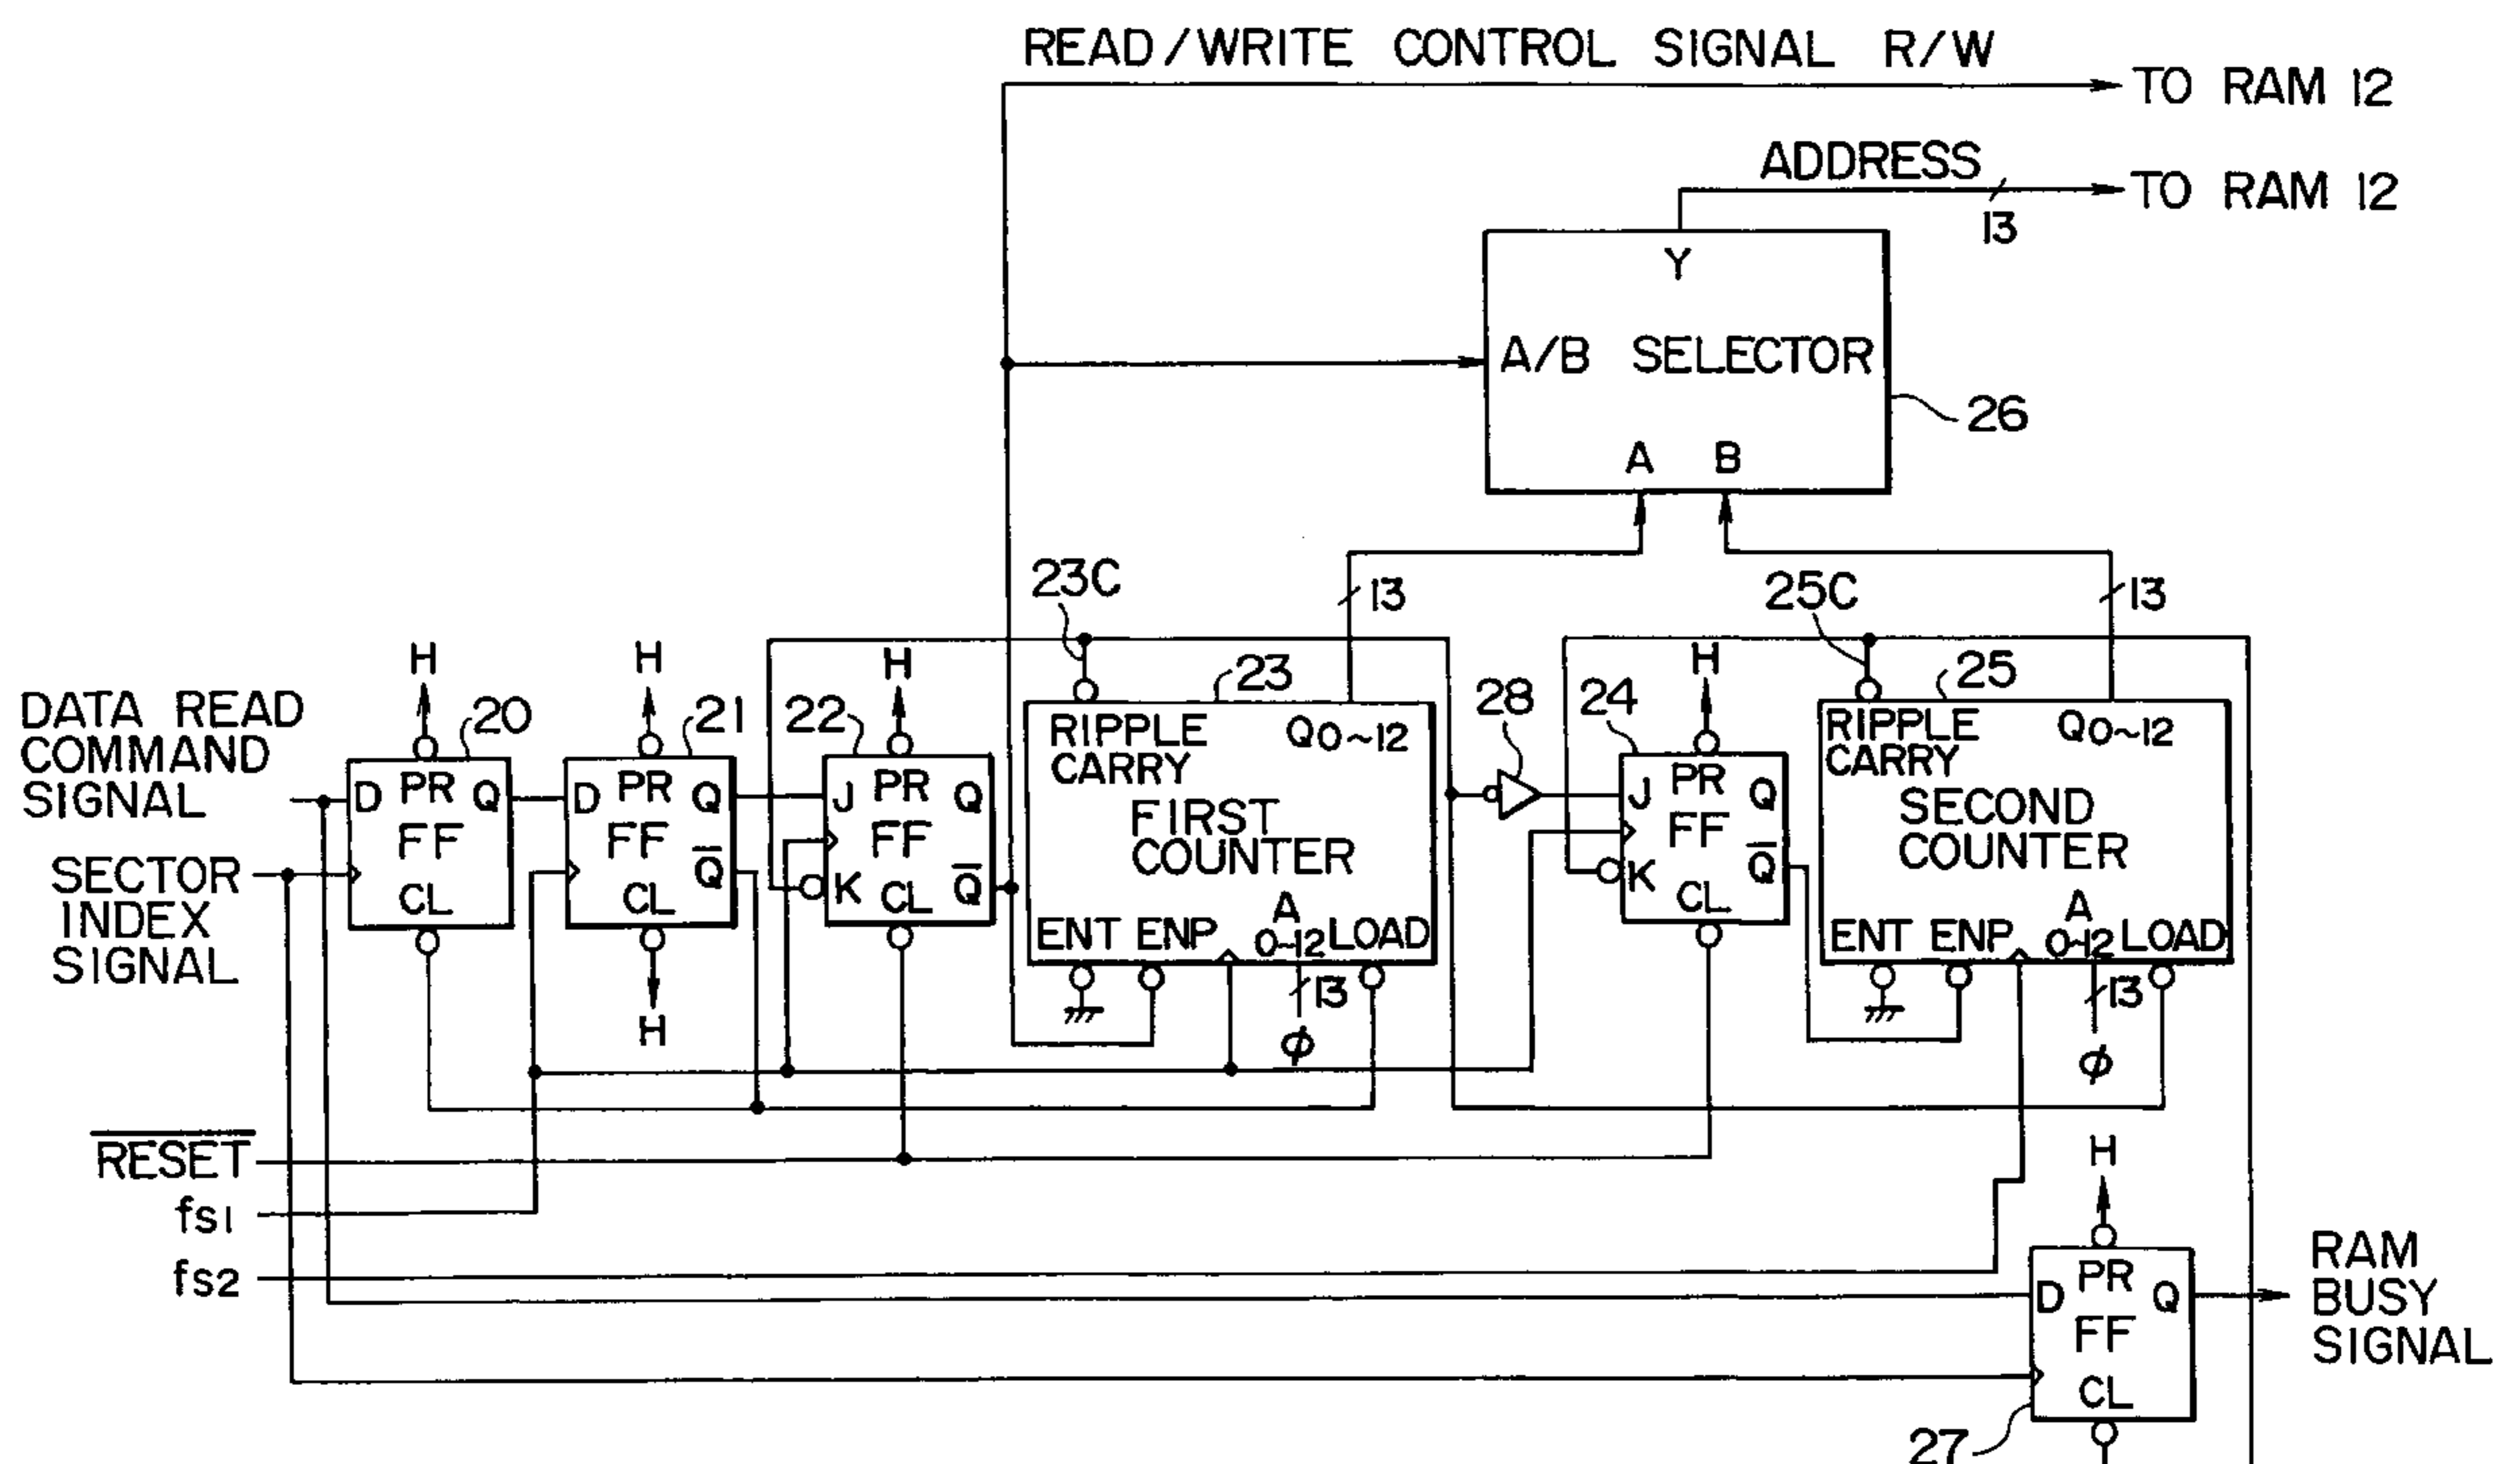 READ/WRITE CONTROL SIGNAL R/W
TO RAM 12
ADDRESS
TO RAM 12
13
Y
A/B SELECTOR
26
A B
23C
13
25C
13
H
H
H
H
DATA READ
COMMAND
SIGNAL
SECTOR
INDEX
SIGNAL
20
D PR Q
FF
CL
21
D PR Q
FF Q̅
CL
H
22
J PR Q
FF
K CL Q̅
23
RIPPLE
CARRY
Q0~12
FIRST
COUNTER
ENT ENP A
0~12 LOAD
13
φ
28
24
J PR Q
FF
K CL Q̅
25
RIPPLE
CARRY
Q0~12
SECOND
COUNTER
ENT ENP A
0~12 LOAD
13
φ
R̅E̅S̅E̅T̅
fs1
fs2
H
D PR Q
FF
CL
27
RAM
BUSY
SIGNAL